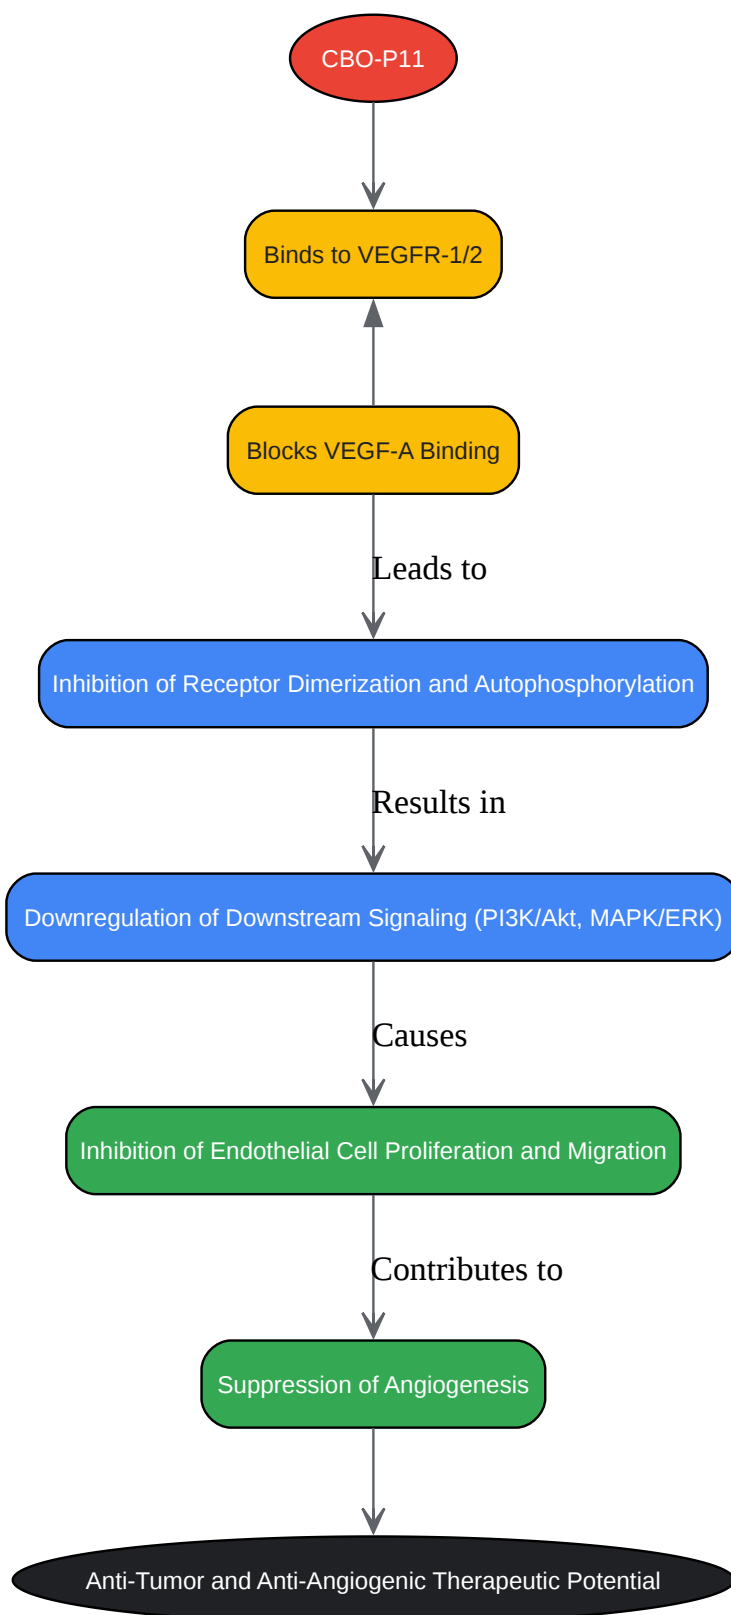 CBO-P11
Binds to VEGFR-1/2
Blocks VEGF-A Binding
Leads to
Inhibition of Receptor Dimerization and Autophosphorylation
Results in
Downregulation of Downstream Signaling (PI3K/Akt, MAPK/ERK)
Causes
Inhibition of Endothelial Cell Proliferation and Migration
Contributes to
Suppression of Angiogenesis
Anti-Tumor and Anti-Angiogenic Therapeutic Potential